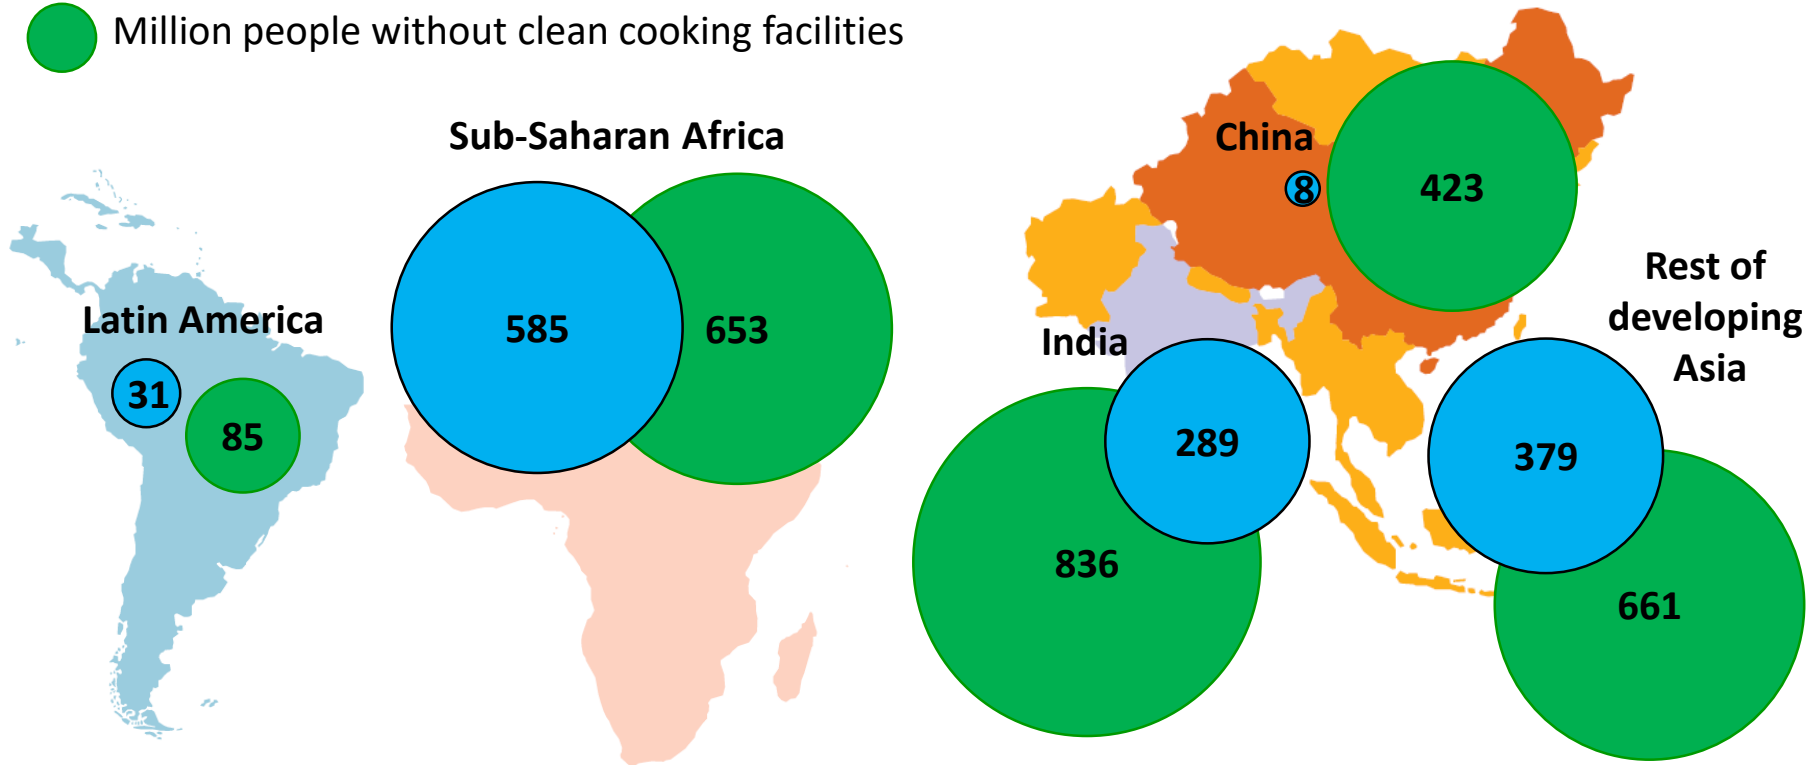 Million people without clean cooking facilities
Sub-Saharan Africa
585
653
Latin America
31
85
China
8
423
India
289
836
Rest of
developing
Asia
379
661